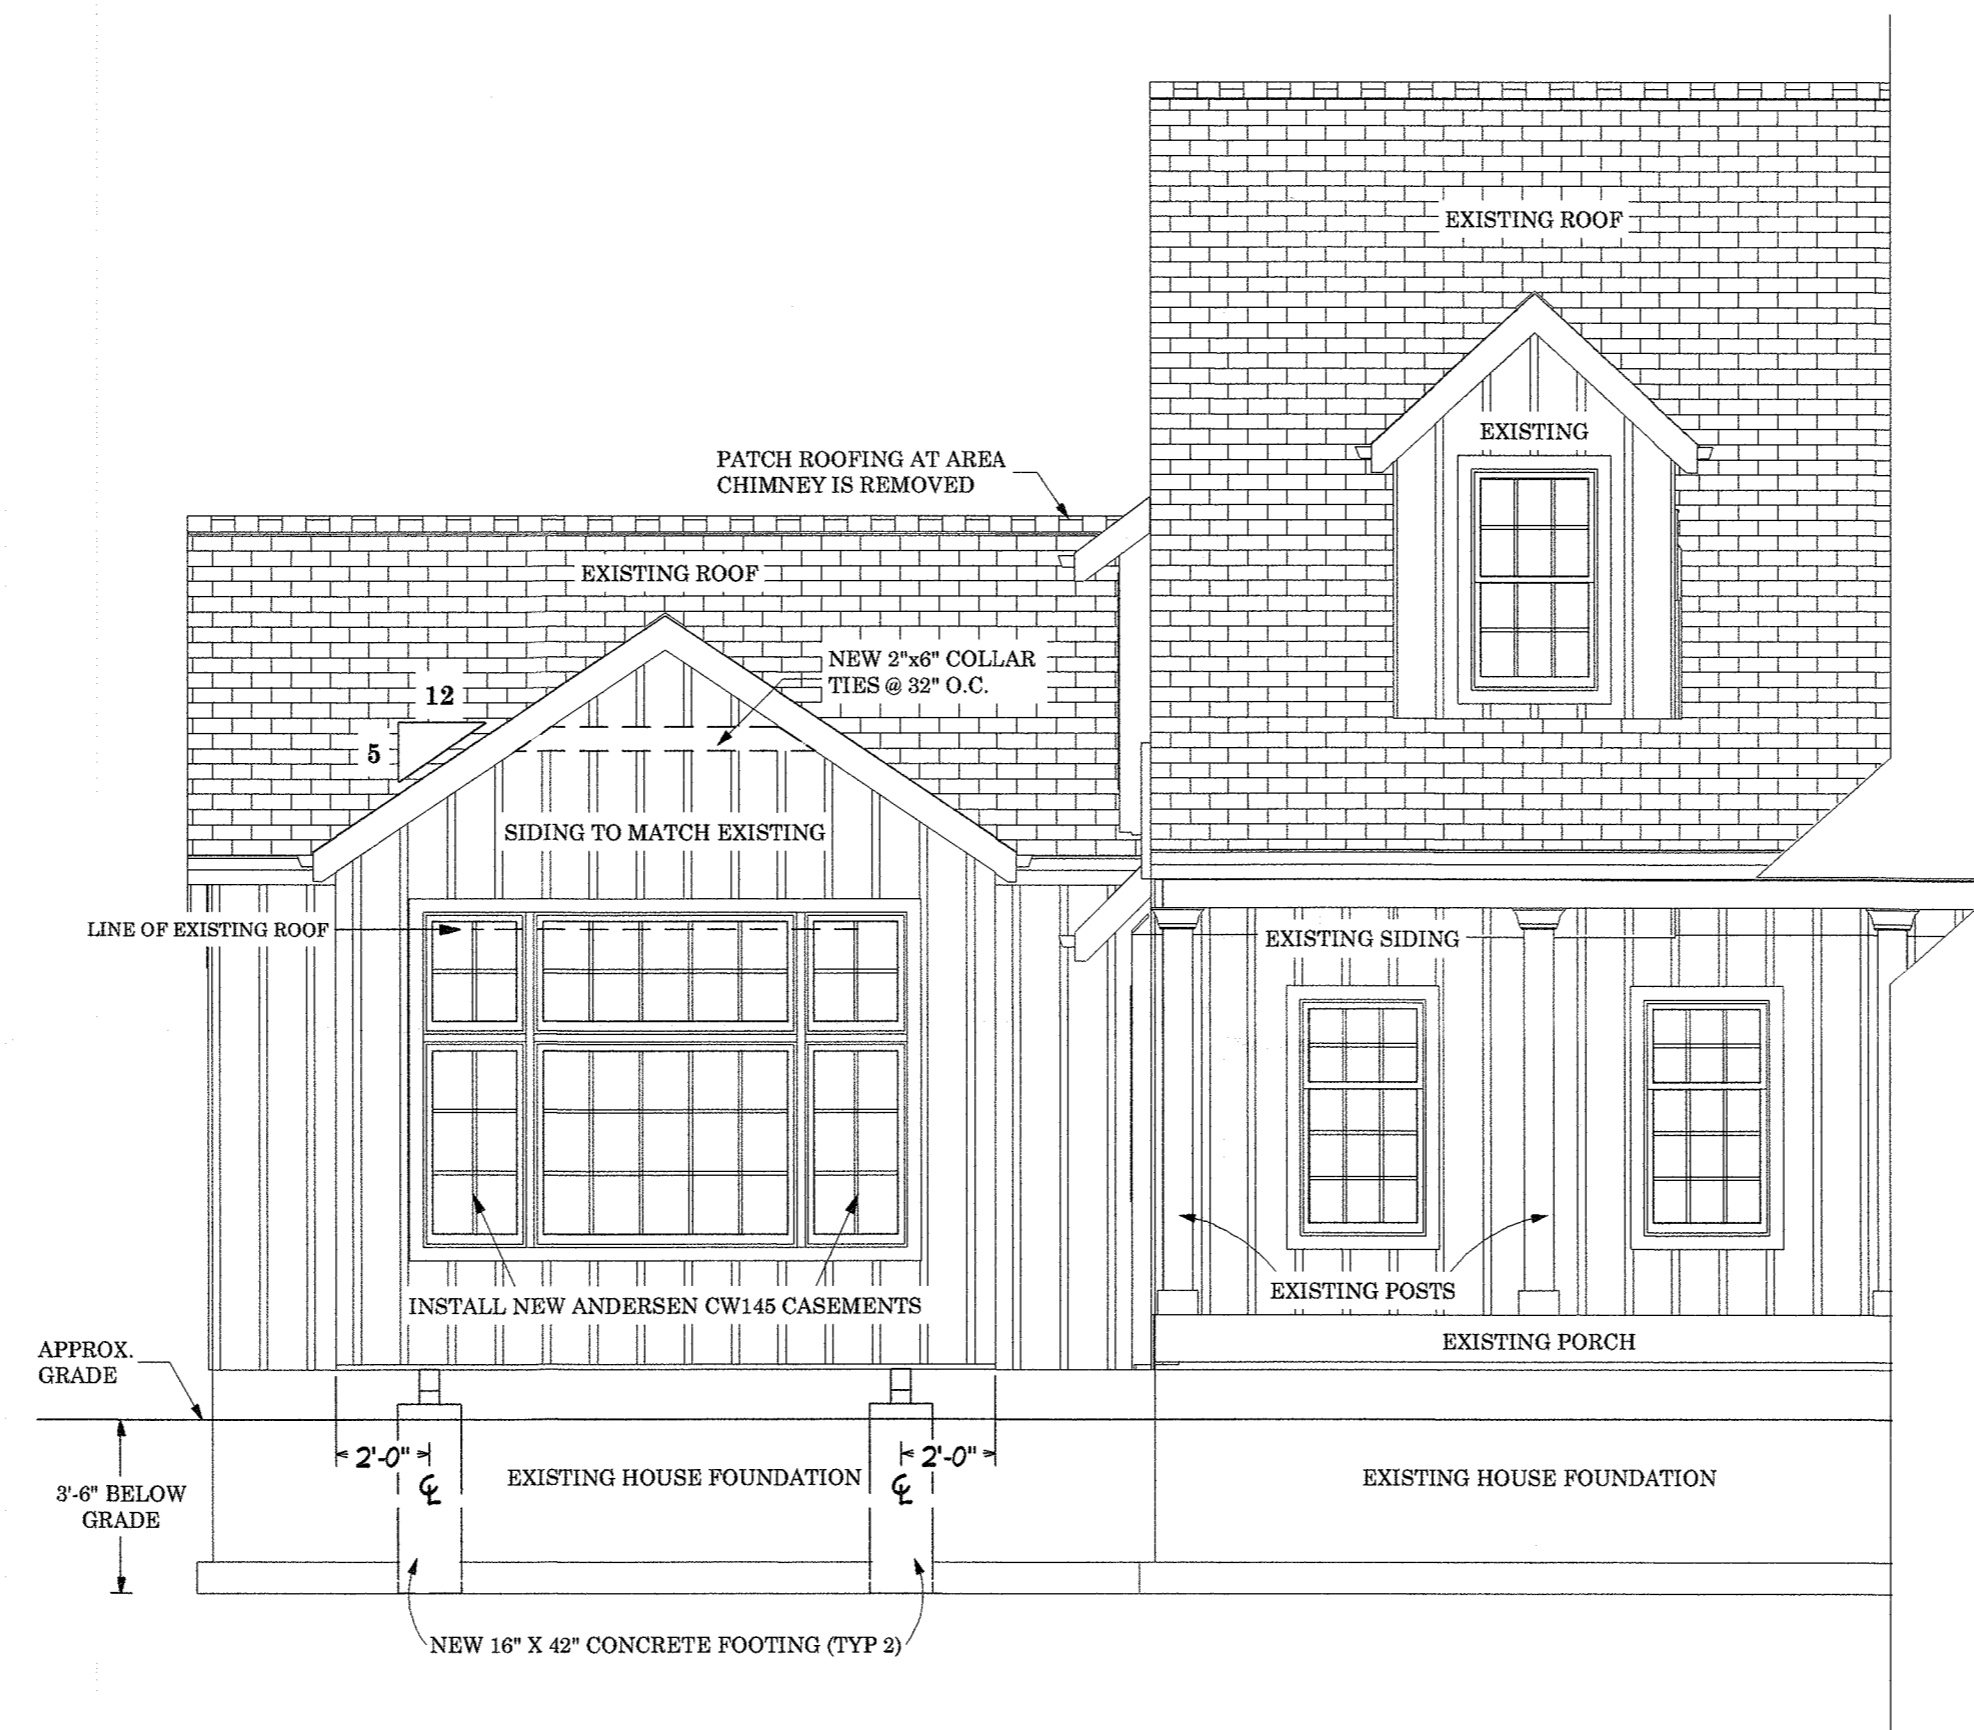 EXISTING ROOF
EXISTING
PATCH ROOFING AT AREA
CHIMNEY IS REMOVED
EXISTING ROOF
NEW 2"x6" COLLAR
TIES @ 32" O.C.
12
5
SIDING TO MATCH EXISTING
LINE OF EXISTING ROOF
EXISTING SIDING
EXISTING POSTS
INSTALL NEW ANDERSEN CW145 CASEMENTS
EXISTING PORCH
APPROX.
GRADE
2'-0"
2'-0"
EXISTING HOUSE FOUNDATION
EXISTING HOUSE FOUNDATION
℄
℄
3'-6" BELOW
GRADE
NEW 16" X 42" CONCRETE FOOTING (TYP 2)